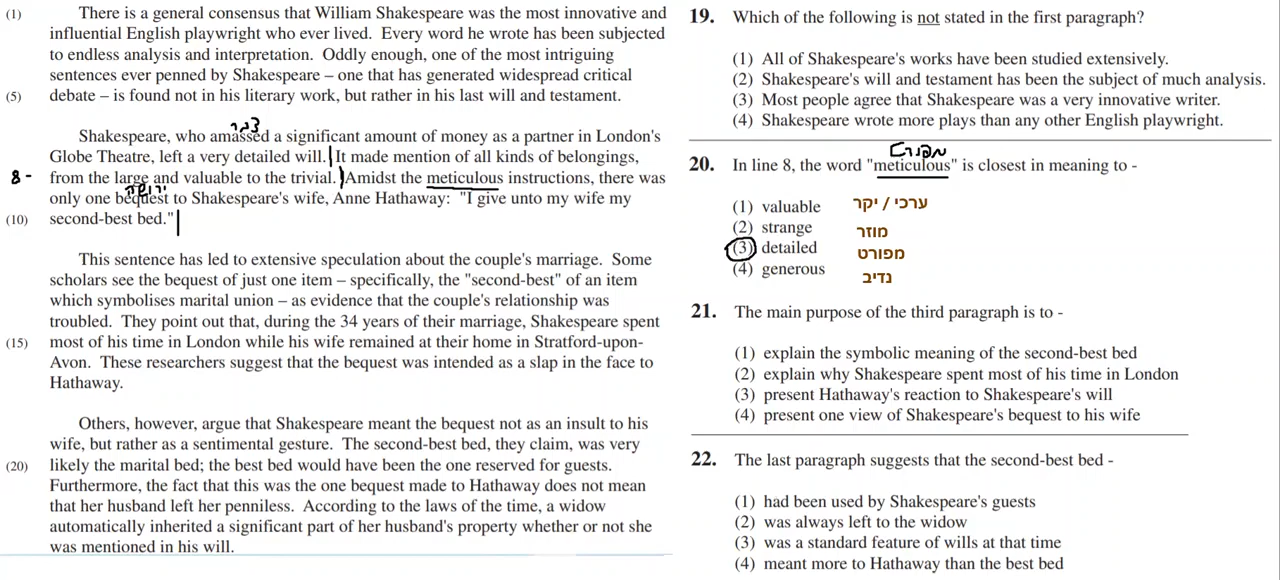 (1) There is a general consensus that William Shakespeare was the most innovative and
influential English playwright who ever lived. Every word he wrote has been subjected
to endless analysis and interpretation. Oddly enough, one of the most intriguing
sentences ever penned by Shakespeare – one that has generated widespread critical
(5) debate – is found not in his literary work, but rather in his last will and testament.
צבר
Shakespeare, who amassed a significant amount of money as a partner in London's
Globe Theatre, left a very detailed will. It made mention of all kinds of belongings,
8 - from the large and valuable to the trivial. Amidst the meticulous instructions, there was
ירושה
only one bequest to Shakespeare's wife, Anne Hathaway: "I give unto my wife my
(10) second-best bed."
This sentence has led to extensive speculation about the couple's marriage. Some
scholars see the bequest of just one item – specifically, the "second-best" of an item
which symbolises marital union – as evidence that the couple's relationship was
troubled. They point out that, during the 34 years of their marriage, Shakespeare spent
(15) most of his time in London while his wife remained at their home in Stratford-upon-
Avon. These researchers suggest that the bequest was intended as a slap in the face to
Hathaway.
Others, however, argue that Shakespeare meant the bequest not as an insult to his
wife, but rather as a sentimental gesture. The second-best bed, they claim, was very
(20) likely the marital bed; the best bed would have been the one reserved for guests.
Furthermore, the fact that this was the one bequest made to Hathaway does not mean
that her husband left her penniless. According to the laws of the time, a widow
automatically inherited a significant part of her husband's property whether or not she
was mentioned in his will.
19. Which of the following is not stated in the first paragraph?
(1) All of Shakespeare's works have been studied extensively.
(2) Shakespeare's will and testament has been the subject of much analysis.
(3) Most people agree that Shakespeare was a very innovative writer.
(4) Shakespeare wrote more plays than any other English playwright.
מפורט
20. In line 8, the word "meticulous" is closest in meaning to -
(1) valuable ערכי / יקר
(2) strange מוזר
(3) detailed מפורט
(4) generous נדיב
21. The main purpose of the third paragraph is to -
(1) explain the symbolic meaning of the second-best bed
(2) explain why Shakespeare spent most of his time in London
(3) present Hathaway's reaction to Shakespeare's will
(4) present one view of Shakespeare's bequest to his wife
22. The last paragraph suggests that the second-best bed -
(1) had been used by Shakespeare's guests
(2) was always left to the widow
(3) was a standard feature of wills at that time
(4) meant more to Hathaway than the best bed